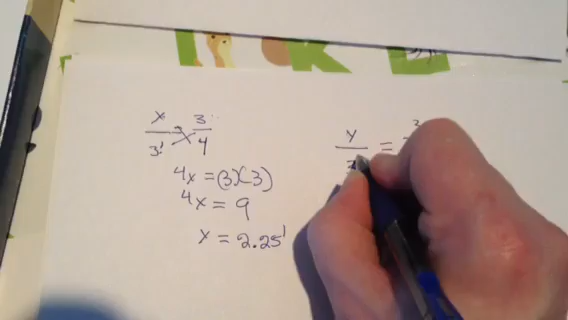 x/3' = 3/4
4x = (3)(3)
4x = 9
x = 2.25'
y/ =